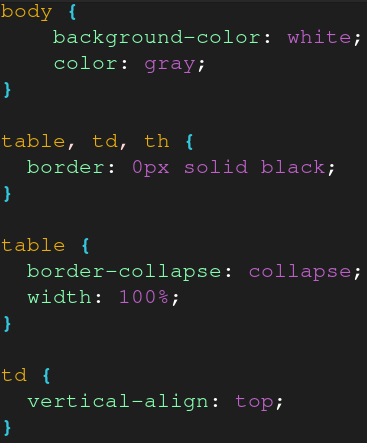 body {
    background-color: white;
    color: gray;
}

table, td, th {
  border: 0px solid black;
}

table {
  border-collapse: collapse;
  width: 100%;
}

td {
  vertical-align: top;
}